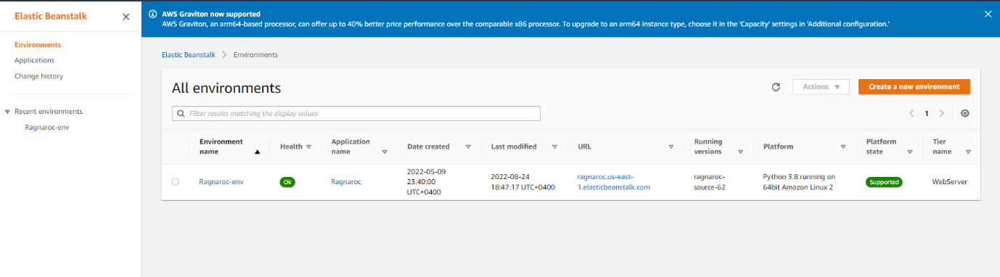 Elastic Beanstalk
Environments
Applications
Change history
Recent environments
Ragnaroc-env
AWS Graviton now supported
AWS Graviton, an arm64-based processor, can offer up to 40% better price performance over the comparable x86 processor. To upgrade to an arm64 instance type, choose it in the 'Capacity' settings in 'Additional configuration.'
Elastic Beanstalk Environments
All environments
Actions
Create a new environment
Filter results matching the display values
1
Environment name
Health
Application name
Date created
Last modified
URL
Running versions
Platform
Platform state
Tier name
Ragnaroc-env
Ok
Ragnaroc
2022-05-09
23:40:00
UTC+0400
2022-08-24
18:47:17 UTC+0400
ragnaroc.us-east-
1.elasticbeanstalk.com
ragnaroc-
source-62
Python 3.8 running on
64bit Amazon Linux 2
Supported
WebServer